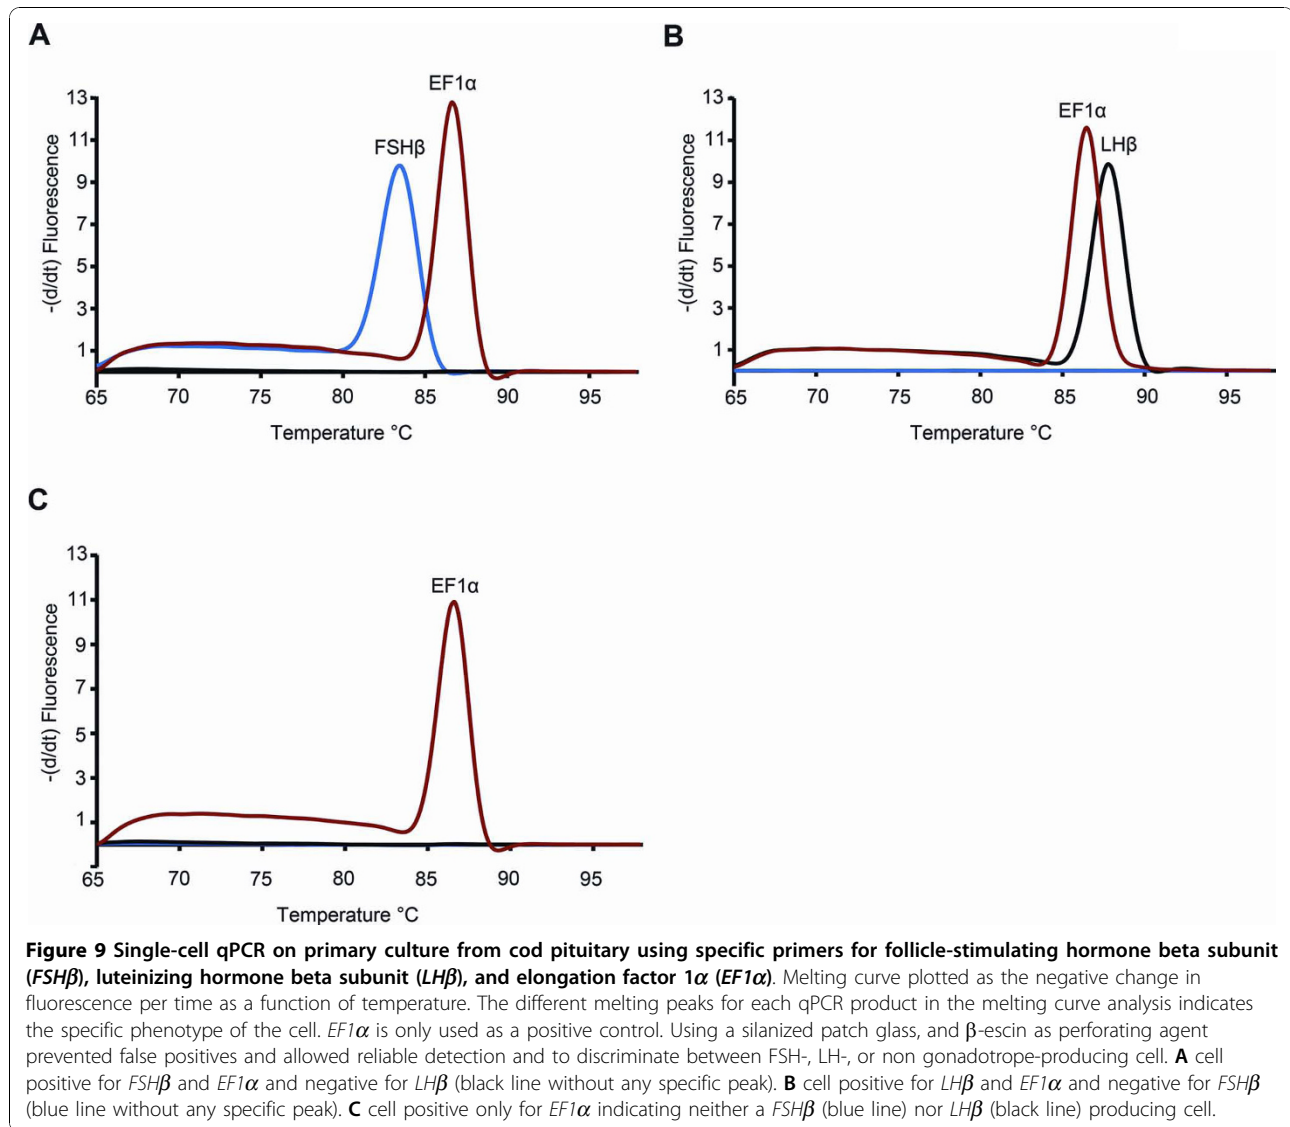 A
EF1α
FSHβ
13
11
9
7
5
3
1
-(d/dt) Fluorescence
65 70 75 80 85 90 95
Temperature °C
B
EF1α
LHβ
13
11
9
7
5
3
1
-(d/dt) Fluorescence
65 70 75 80 85 90 95
Temperature °C
C
EF1α
13
11
9
7
5
3
1
-(d/dt) Fluorescence
65 70 75 80 85 90 95
Temperature °C
Figure 9 Single-cell qPCR on primary culture from cod pituitary using specific primers for follicle-stimulating hormone beta subunit
(FSHβ), luteinizing hormone beta subunit (LHβ), and elongation factor 1α (EF1α). Melting curve plotted as the negative change in
fluorescence per time as a function of temperature. The different melting peaks for each qPCR product in the melting curve analysis indicates
the specific phenotype of the cell. EF1α is only used as a positive control. Using a silanized patch glass, and β-escin as perforating agent
prevented false positives and allowed reliable detection and to discriminate between FSH-, LH-, or non gonadotrope-producing cell. A cell
positive for FSHβ and EF1α and negative for LHβ (black line without any specific peak). B cell positive for LHβ and EF1α and negative for FSHβ
(blue line without any specific peak). C cell positive only for EF1α indicating neither a FSHβ (blue line) nor LHβ (black line) producing cell.